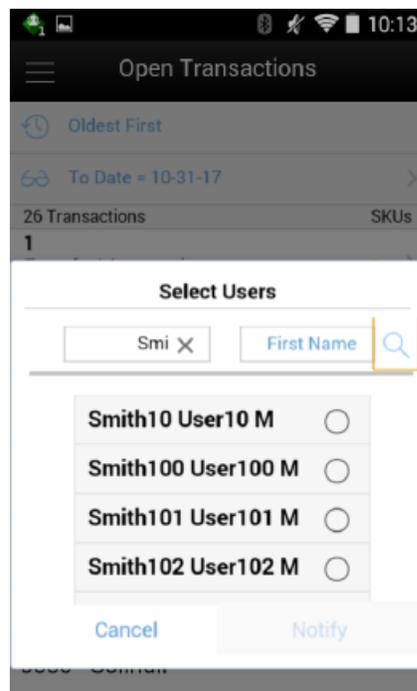 1
10:13
Open Transactions
Oldest First
To Date = 10-31-17
26 Transactions SKUs
1
Select Users
Smi First Name
Smith10 User10 M
Smith100 User100 M
Smith101 User101 M
Smith102 User102 M
Cancel Notify